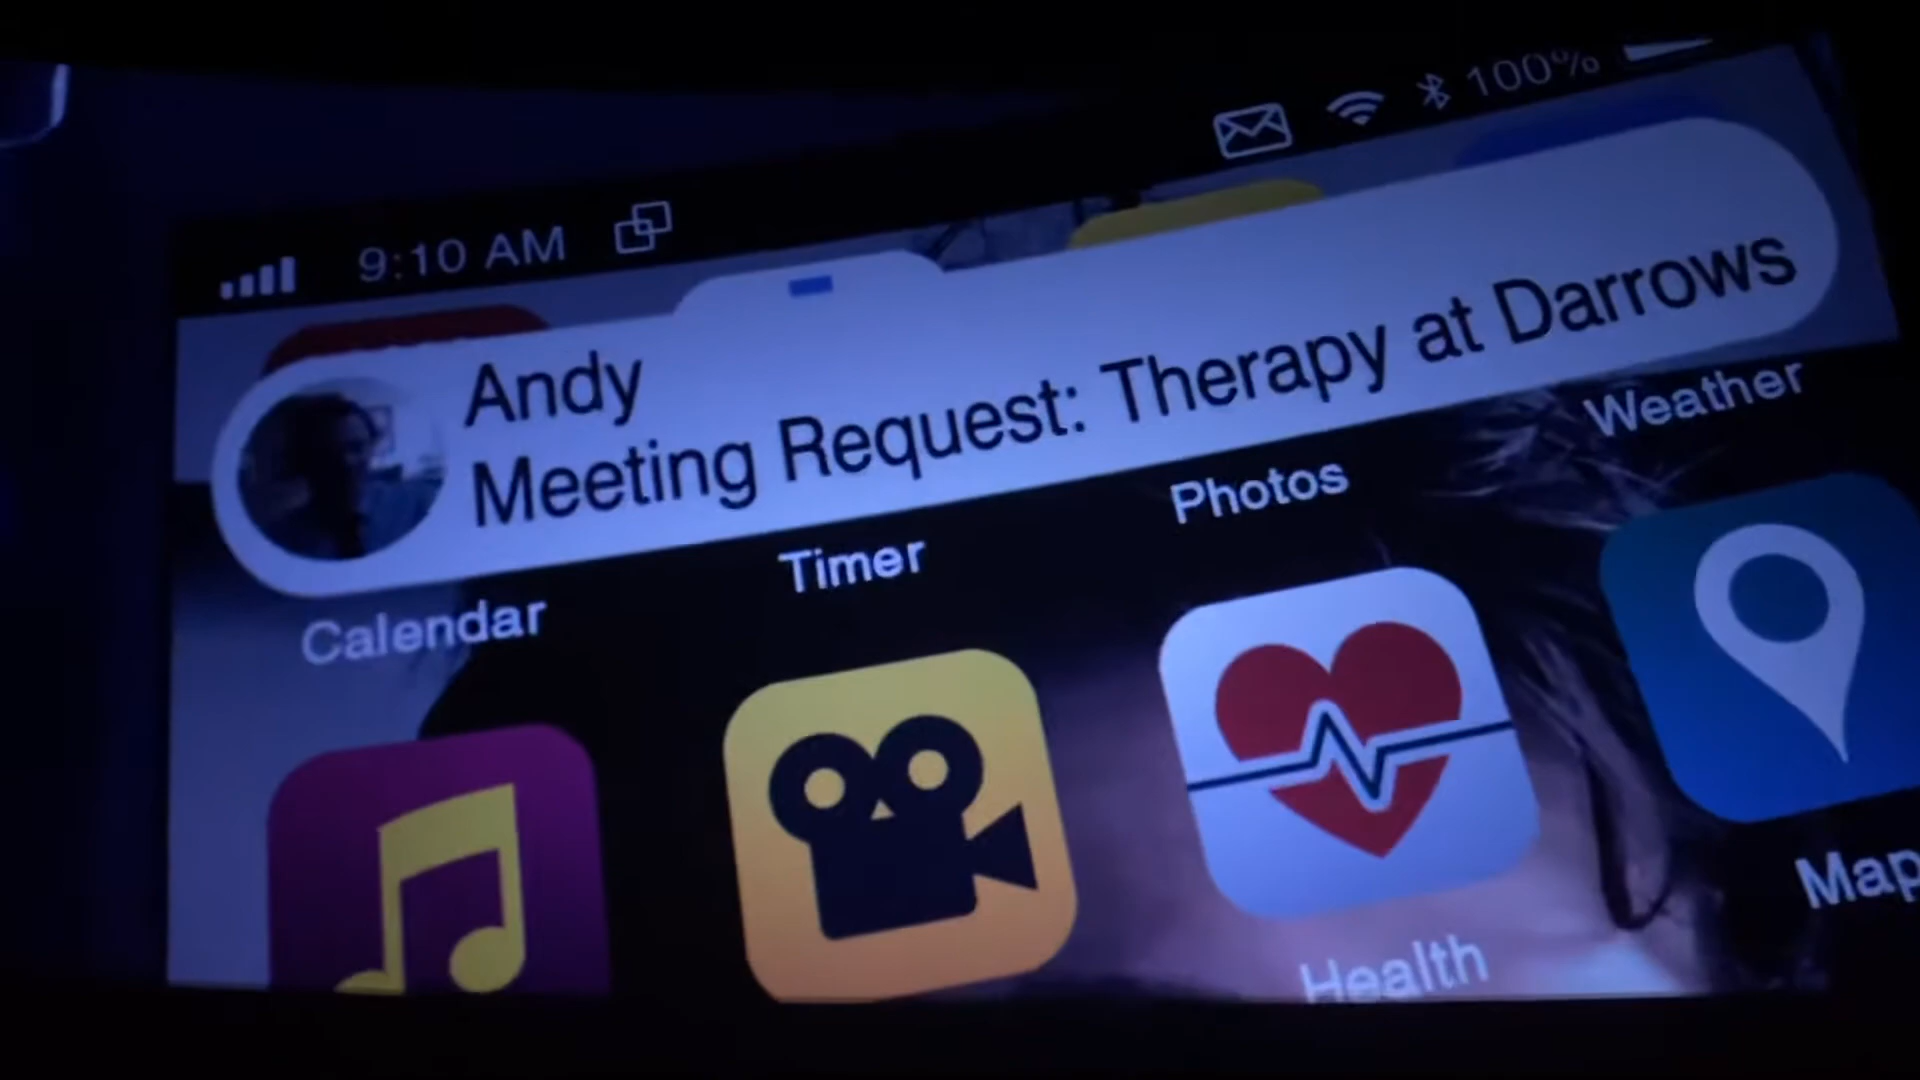 9:10 AM
100%
Andy
Meeting Request: Therapy at Darrows
Calendar
Timer
Photos
Weather
Health
Map